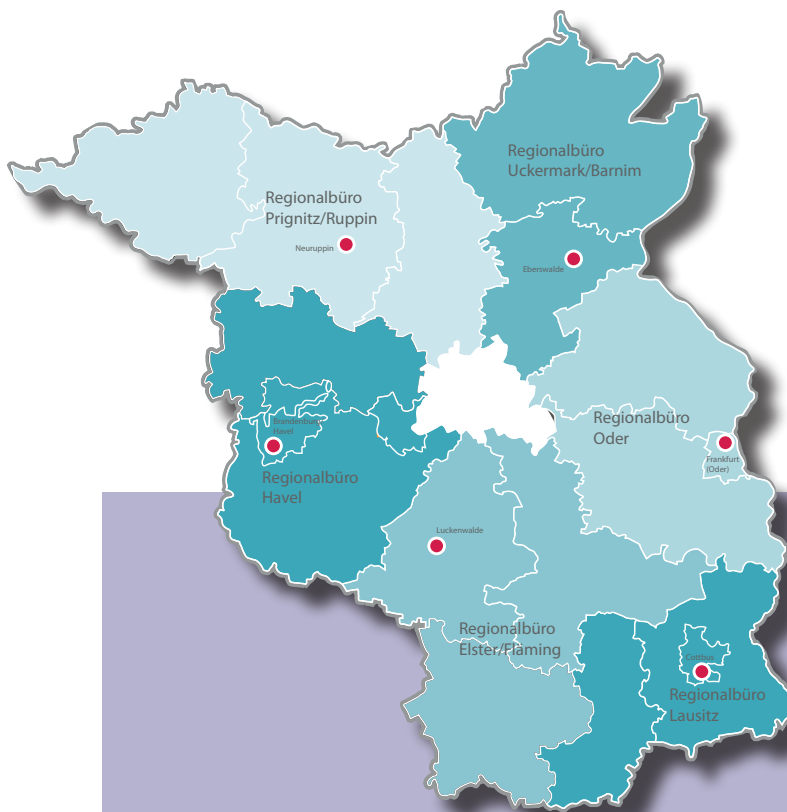 Regionalbüro
Uckermark/Barnim
Regionalbüro
Prignitz/Ruppin
Neuruppin
Eberswalde
Regionalbüro
Oder
Brandenburg
Havel
Frankfurt
(Oder)
Regionalbüro
Havel
Luckenwalde
Regionalbüro
Elster/Fläming
Cottbus
Regionalbüro
Lausitz